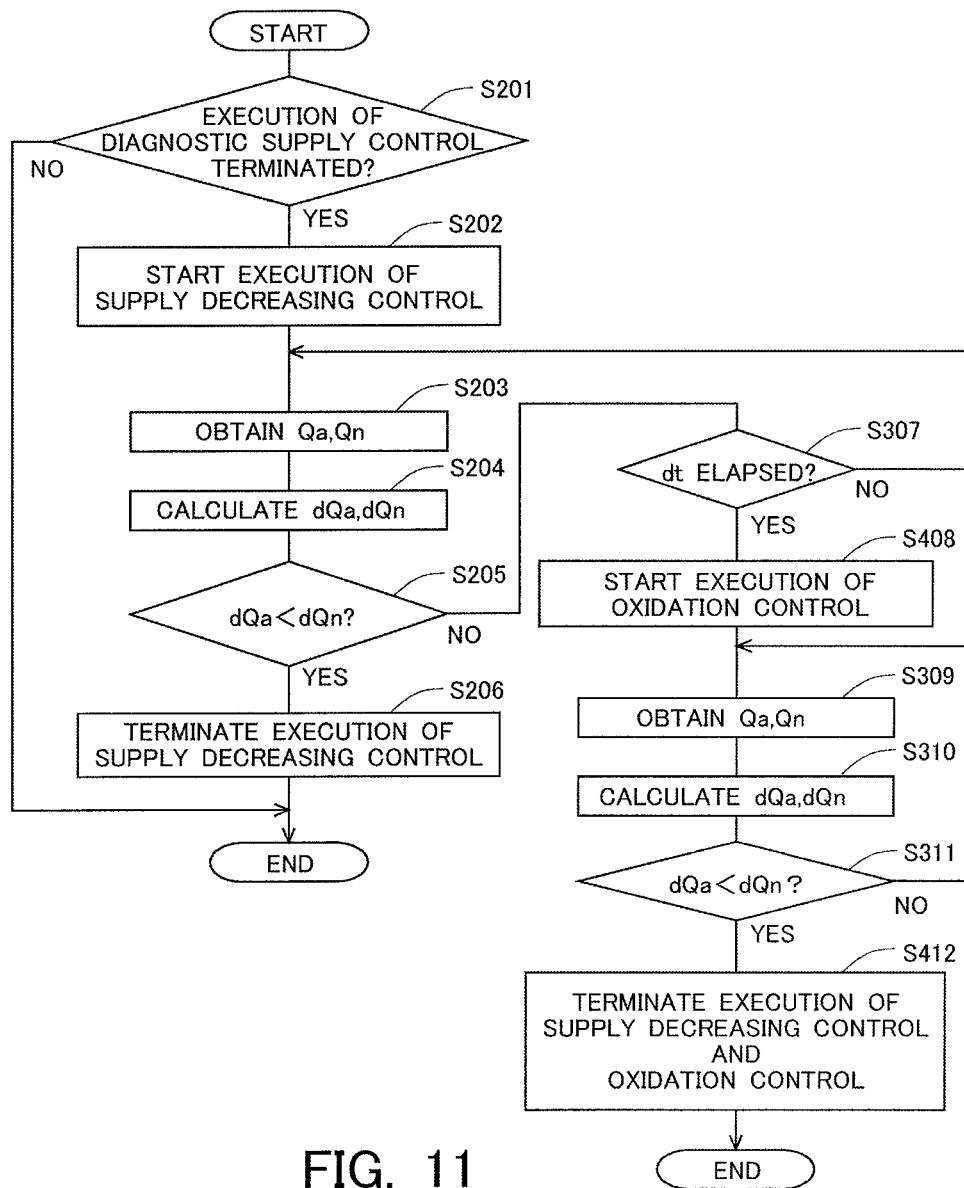 START
S201
EXECUTION OF
DIAGNOSTIC SUPPLY CONTROL
TERMINATED?
NO
YES
S202
START EXECUTION OF
SUPPLY DECREASING CONTROL
S203
OBTAIN Qa,Qn
S204
CALCULATE dQa,dQn
S205
dQa<dQn?
NO
YES
S206
TERMINATE EXECUTION OF
SUPPLY DECREASING CONTROL
END
S307
dt ELAPSED?
NO
YES
S408
START EXECUTION OF
OXIDATION CONTROL
S309
OBTAIN Qa,Qn
S310
CALCULATE dQa,dQn
S311
dQa<dQn?
NO
YES
S412
TERMINATE EXECUTION OF
SUPPLY DECREASING CONTROL
AND
OXIDATION CONTROL
END
FIG. 11